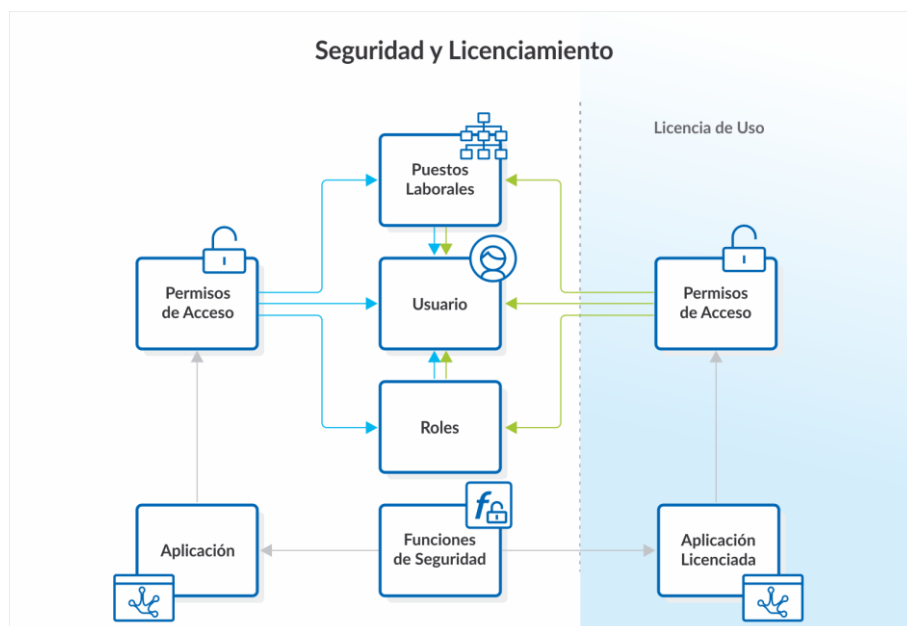 Seguridad y Licenciamiento
Licencia de Uso
Puestos
Laborales
Permisos
de Acceso
Usuario
Permisos
de Acceso
Roles
Aplicación
f
Funciones
de Seguridad
Aplicación
Licenciada